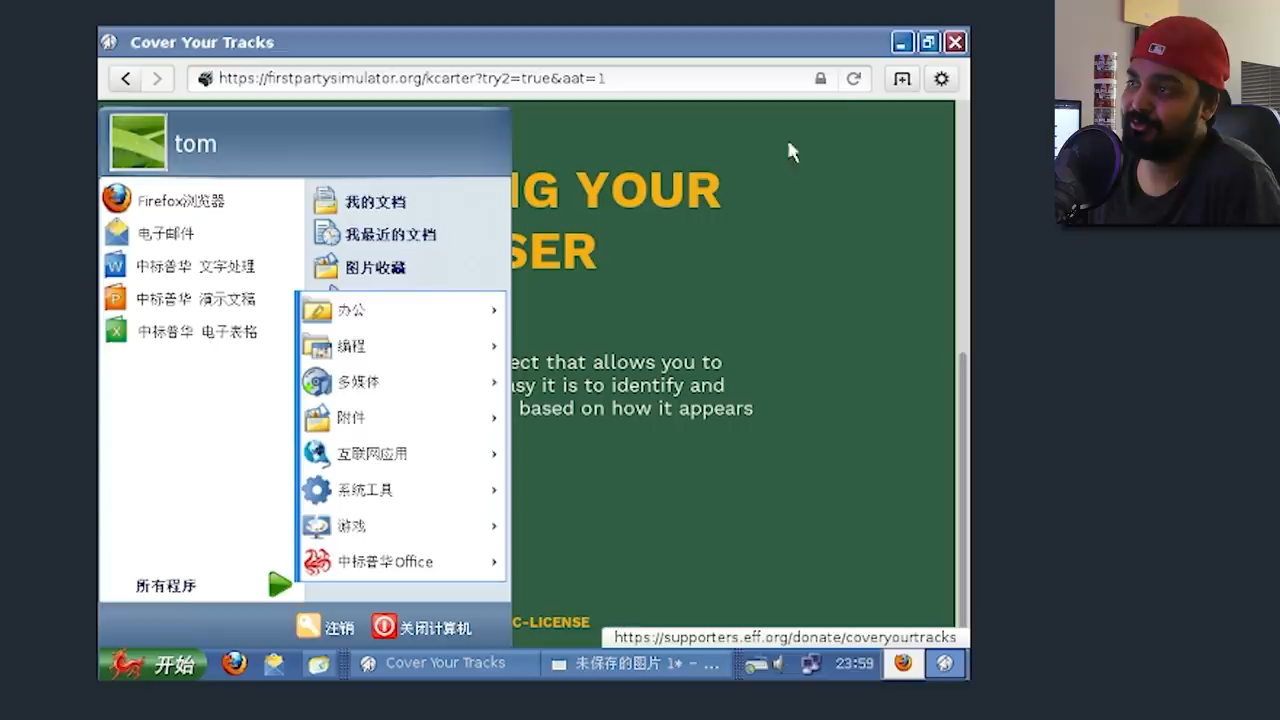 Cover Your Tracks
https://firstpartysimulator.org/kcarter?try2=true&aat=1
tom
Firefox浏览器
电子邮件
中标普华 文字处理
中标普华 演示文稿
中标普华 电子表格
所有程序
我的文档
我最近的文档
图片收藏
办公
编程
多媒体
附件
互联网应用
系统工具
游戏
中标普华Office
注销
关闭计算机
NG YOUR
SER
ect that allows you to
asy it is to identify and
based on how it appears
C-LICENSE
https://supporters.eff.org/donate/coveryourtracks
开始
Cover Your Tracks
未保存的图片 1* – ...
23:59